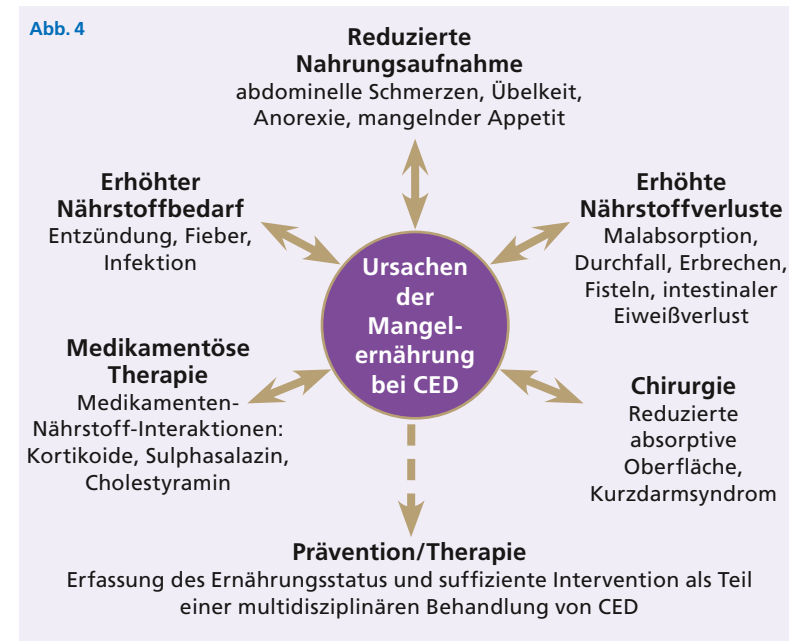 Abb. 4
Reduzierte
Nahrungsaufnahme
abdominelle Schmerzen, Übelkeit,
Anorexie, mangelnder Appetit
Erhöhter
Nährstoffbedarf
Entzündung, Fieber,
Infektion
Erhöhte
Nährstoffverluste
Malabsorption,
Durchfall, Erbrechen,
Fisteln, intestinaler
Eiweißverlust
Ursachen
der
Mangel-
ernährung
bei CED
Medikamentöse
Therapie
Medikamenten-
Nährstoff-Interaktionen:
Kortikoide, Sulphasalazin,
Cholestyramin
Chirurgie
Reduzierte
absorptive
Oberfläche,
Kurzdarmsyndrom
Prävention/Therapie
Erfassung des Ernährungsstatus und suffiziente Intervention als Teil
einer multidisziplinären Behandlung von CED